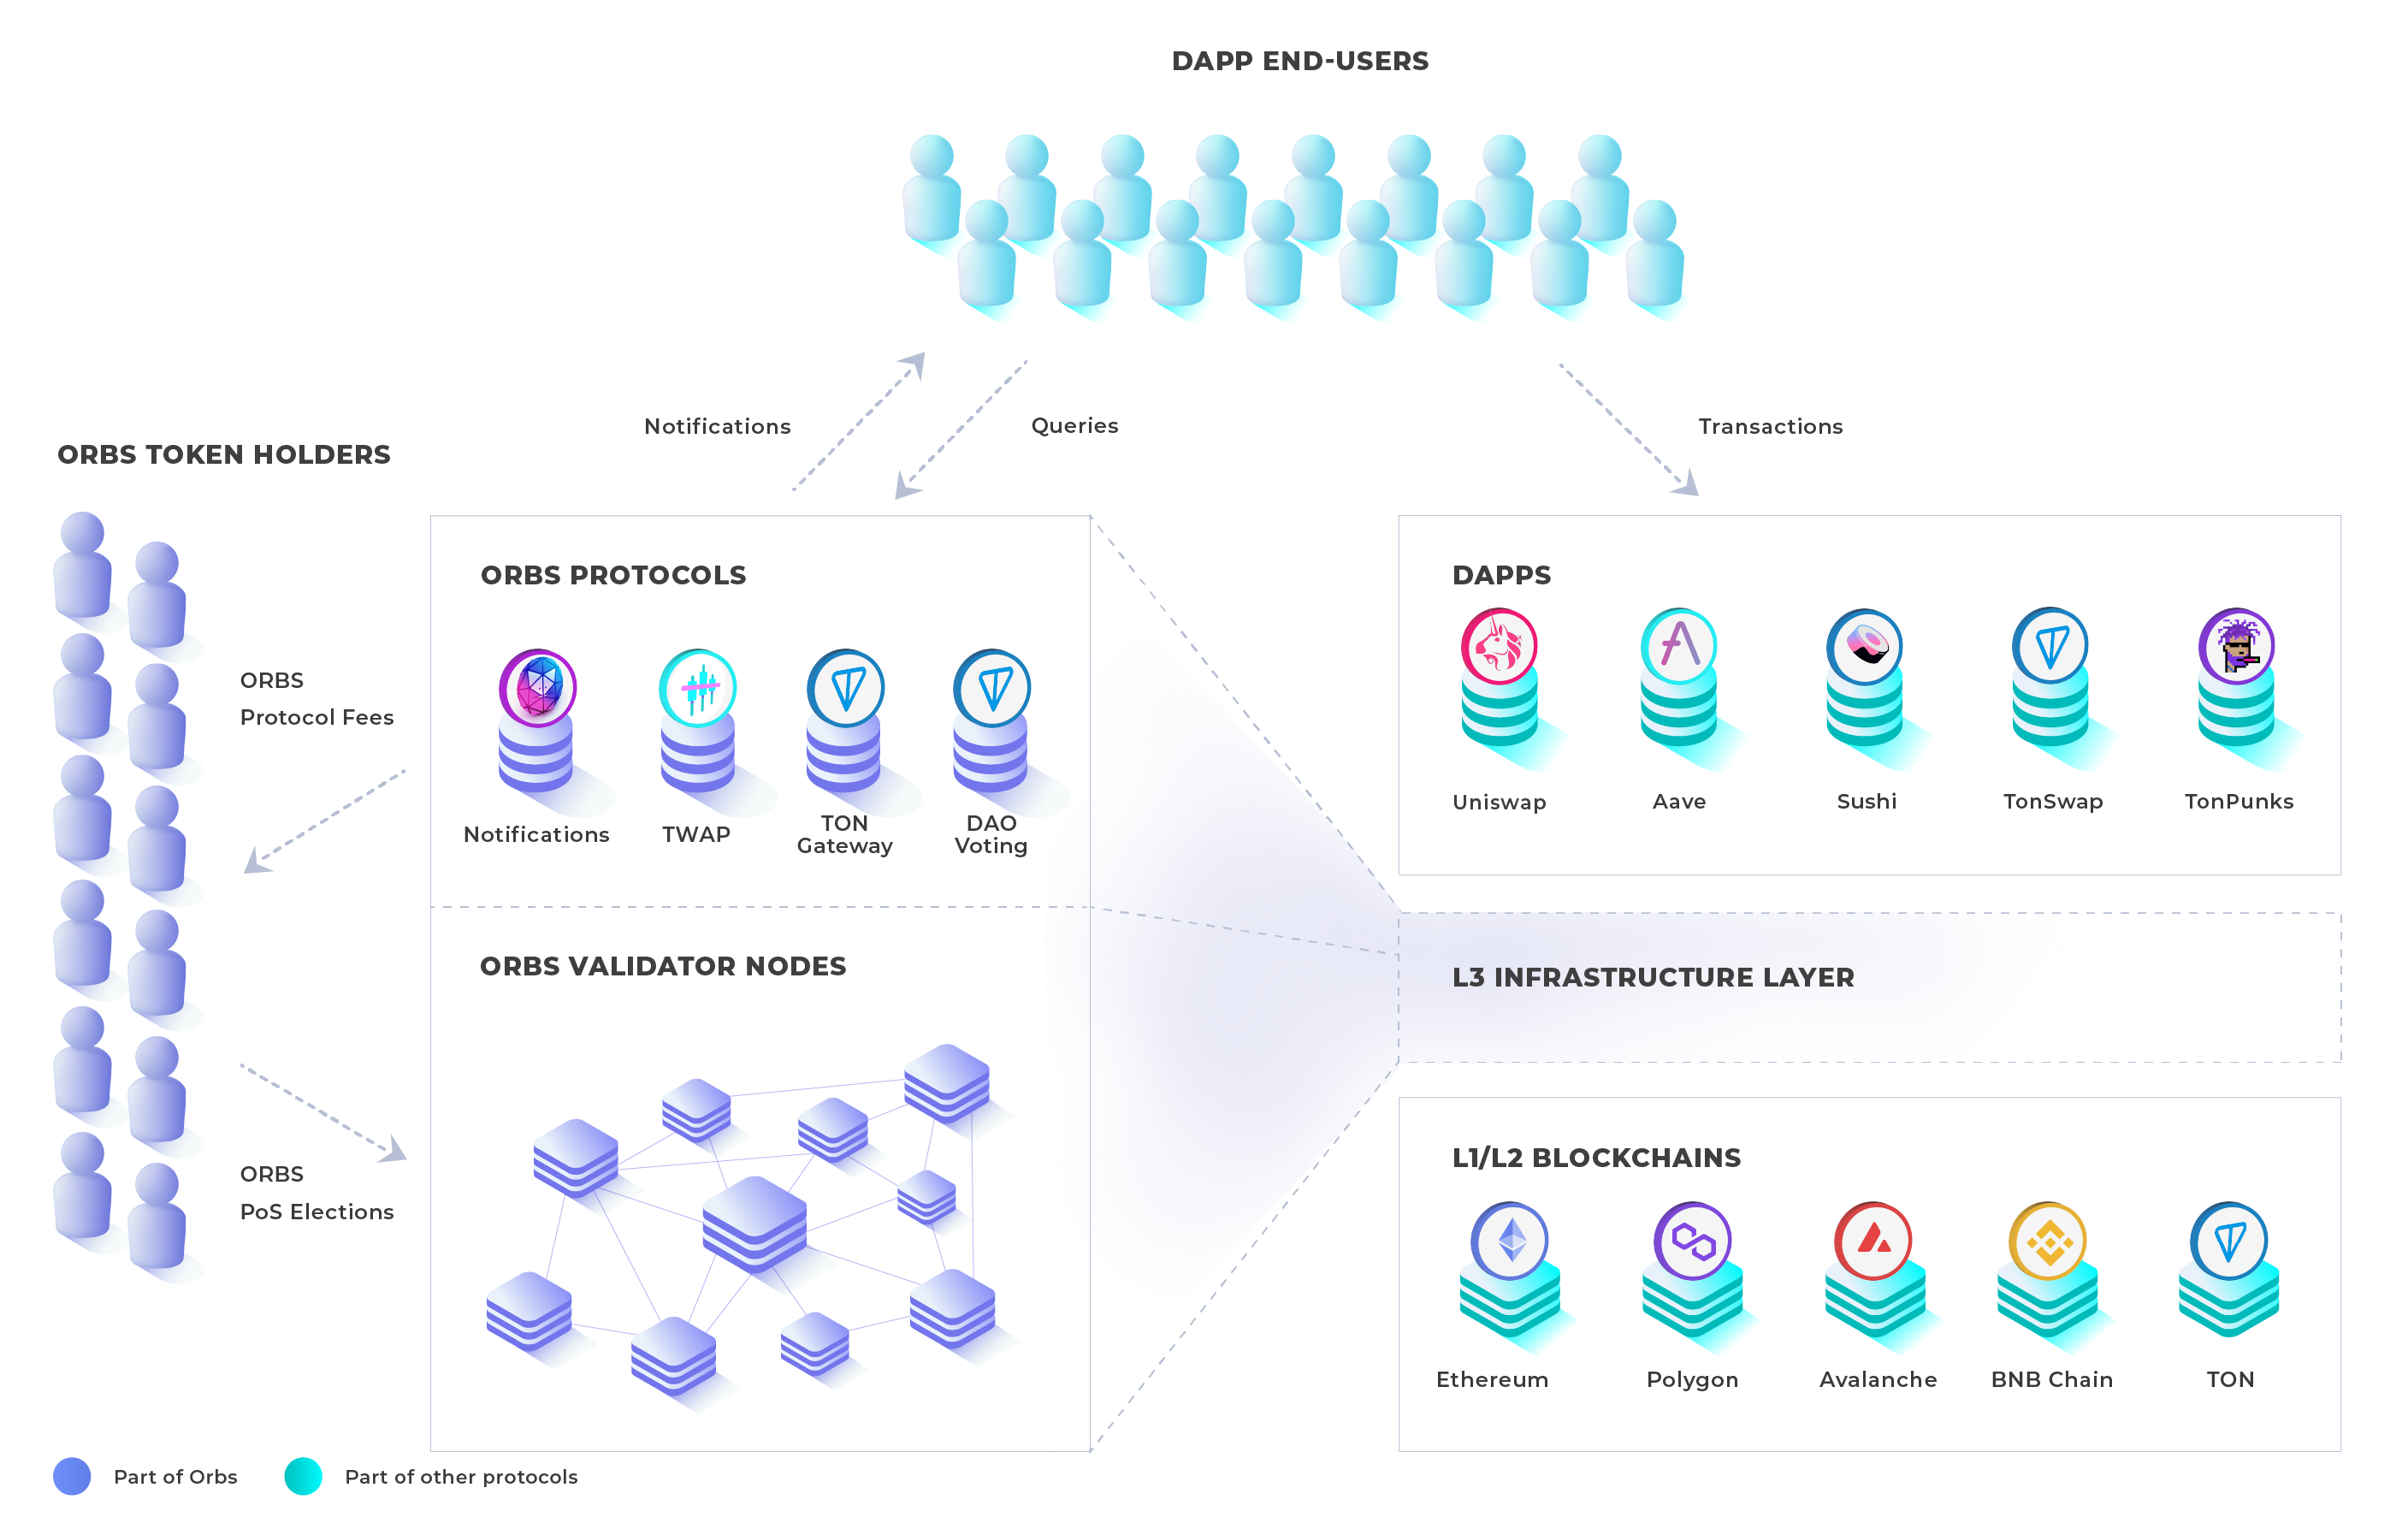 DAPP END-USERS
Notifications
Queries
Transactions
ORBS TOKEN HOLDERS
ORBS
Protocol Fees
ORBS
PoS Elections
ORBS PROTOCOLS
Notifications
TWAP
TON
Gateway
DAO
Voting
ORBS VALIDATOR NODES
DAPPS
Uniswap
Aave
Sushi
TonSwap
TonPunks
L3 INFRASTRUCTURE LAYER
L1/L2 BLOCKCHAINS
Ethereum
Polygon
Avalanche
BNB Chain
TON
Part of Orbs
Part of other protocols